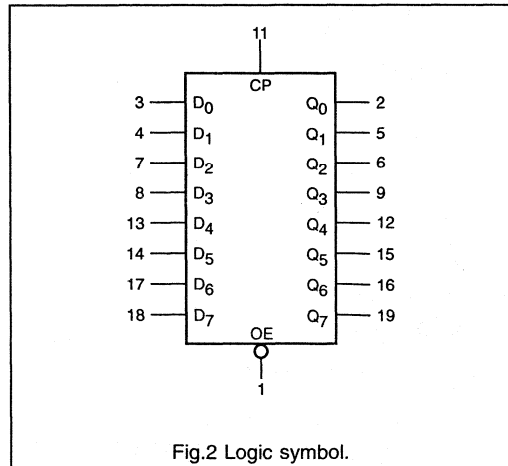 11
CP
3 D0 Q0 2
4 D1 Q1 5
7 D2 Q2 6
8 D3 Q3 9
13 D4 Q4 12
14 D5 Q5 15
17 D6 Q6 16
18 D7 Q7 19
OE
1
Fig.2 Logic symbol.